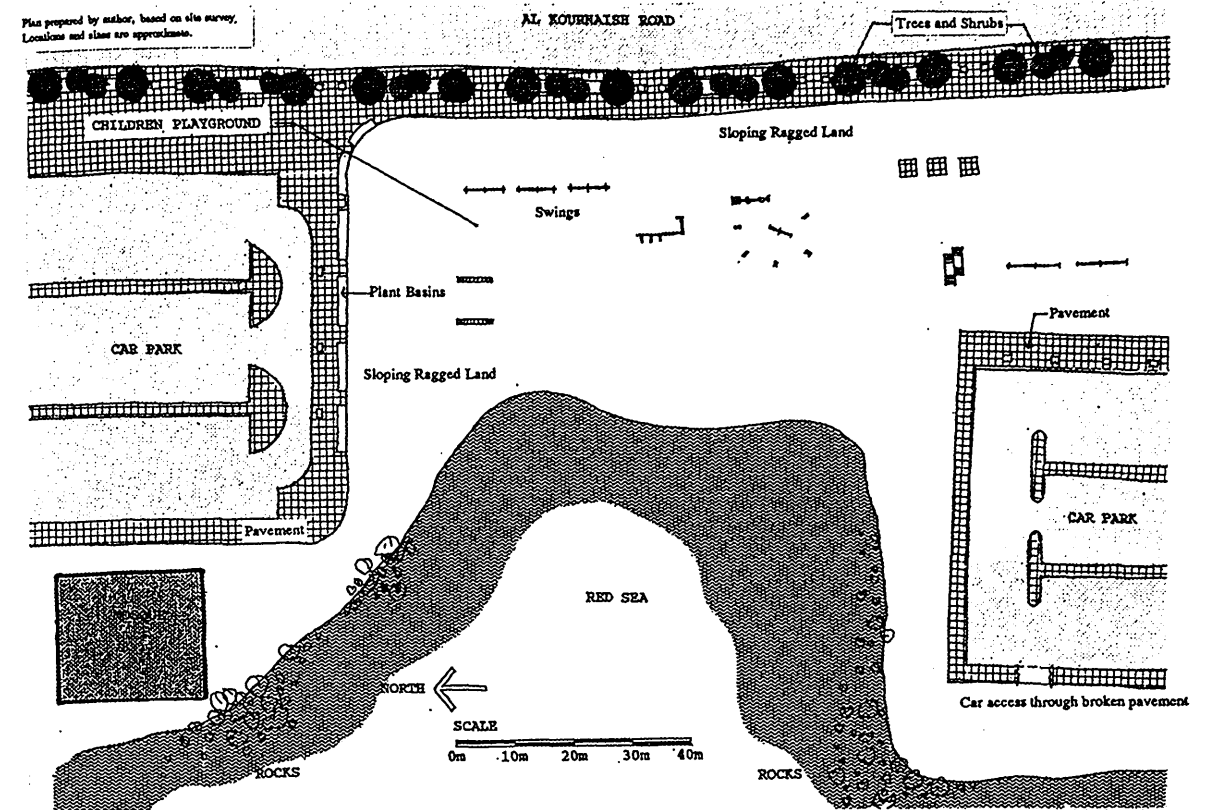 Plan prepared by author, based on site survey,
Locations and sizes are approximate.
AL KOURNAISH ROAD
Trees and Shrubs
CHILDREN PLAYGROUND
Sloping Ragged Land
Swings
Plant Basins
Pavement
CAR PARK
Sloping Ragged Land
CAR PARK
Pavement
RED SEA
NORTH
Car access through broken pavement
SCALE
0m 10m 20m 30m 40m
ROCKS
ROCKS